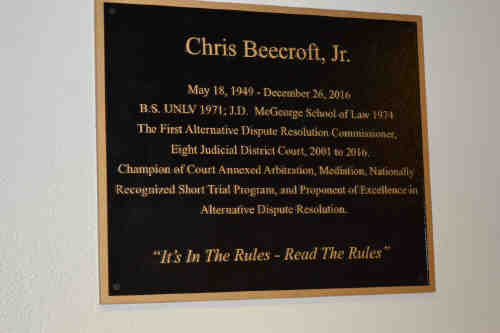 Chris Beecroft, Jr.
May 18, 1949 - December 26, 2016
B.S. UNLV 1971; J.D. McGeorge School of Law 1974
The First Alternative Dispute Resolution Commissioner,
Eight Judicial District Court, 2001 to 2016.
Champion of Court Annexed Arbitration, Mediation, Nationally
Recognized Short Trial Program, and Proponent of Excellence in
Alternative Dispute Resolution.
“It’s In The Rules - Read The Rules”